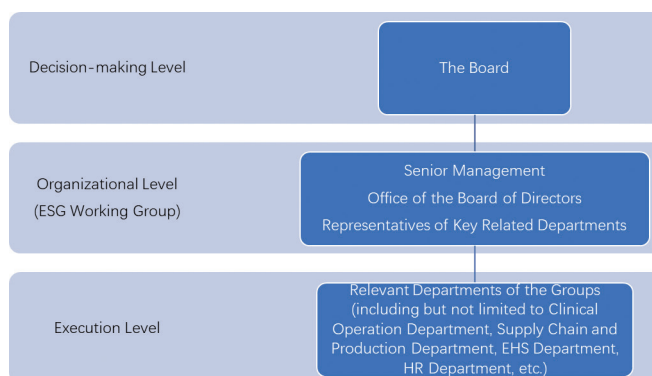 Decision-making Level
The Board
Organizational Level
(ESG Working Group)
Senior Management
Office of the Board of Directors
Representatives of Key Related Departments
Execution Level
Relevant Departments of the Groups
(including but not limited to Clinical
Operation Department, Supply Chain and
Production Department, EHS Department,
HR Department, etc.)